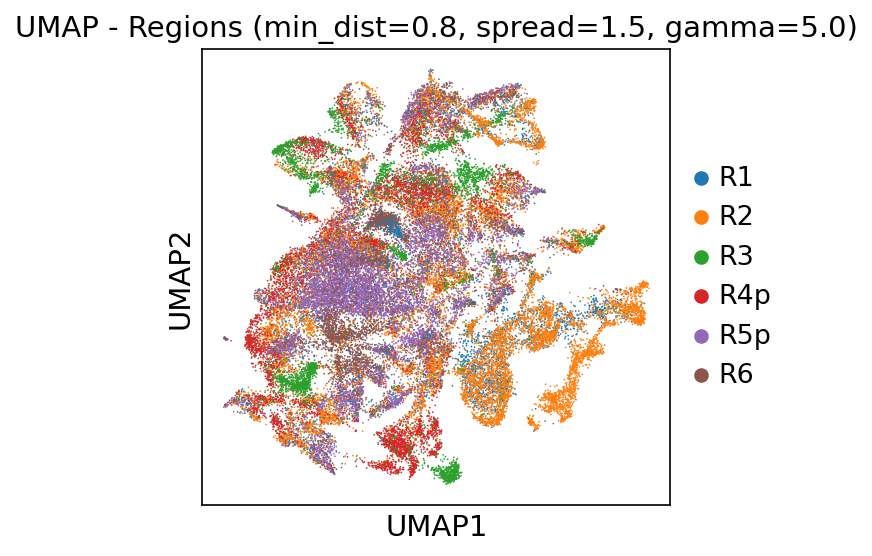 UMAP - Regions (min_dist=0.8, spread=1.5, gamma=5.0)
UMAP2
R1
R2
R3
R4p
R5p
R6
UMAP1